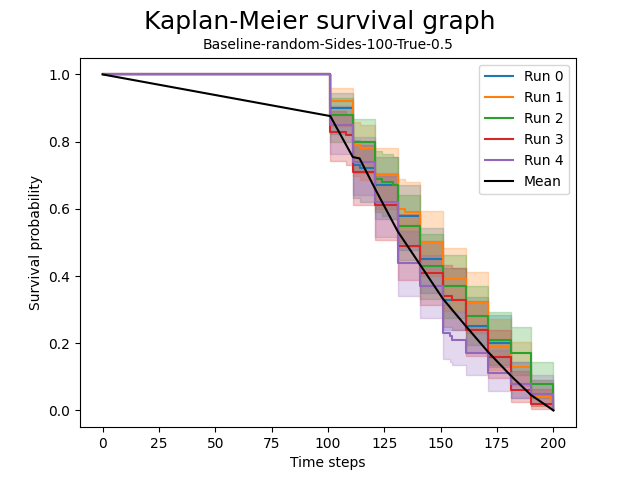 Kaplan-Meier survival graph
Baseline-random-Sides-100-True-0.5
1.0
0.8
0.6
0.4
0.2
0.0
Survival probability
0
25
50
75
100
125
150
175
200
Time steps
Run 0
Run 1
Run 2
Run 3
Run 4
Mean